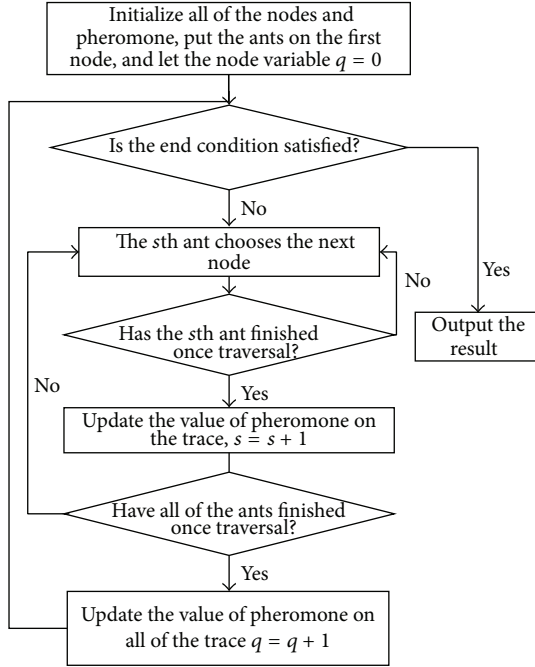 Initialize all of the nodes and
pheromone, put the ants on the first
node, and let the node variable q = 0
Is the end condition satisfied?
No
The sth ant chooses the next
node
No
Yes
Has the sth ant finished
once traversal?
Output the
result
No
Yes
Update the value of pheromone on
the trace, s = s + 1
Have all of the ants finished
once traversal?
Yes
Update the value of pheromone on
all of the trace q = q + 1